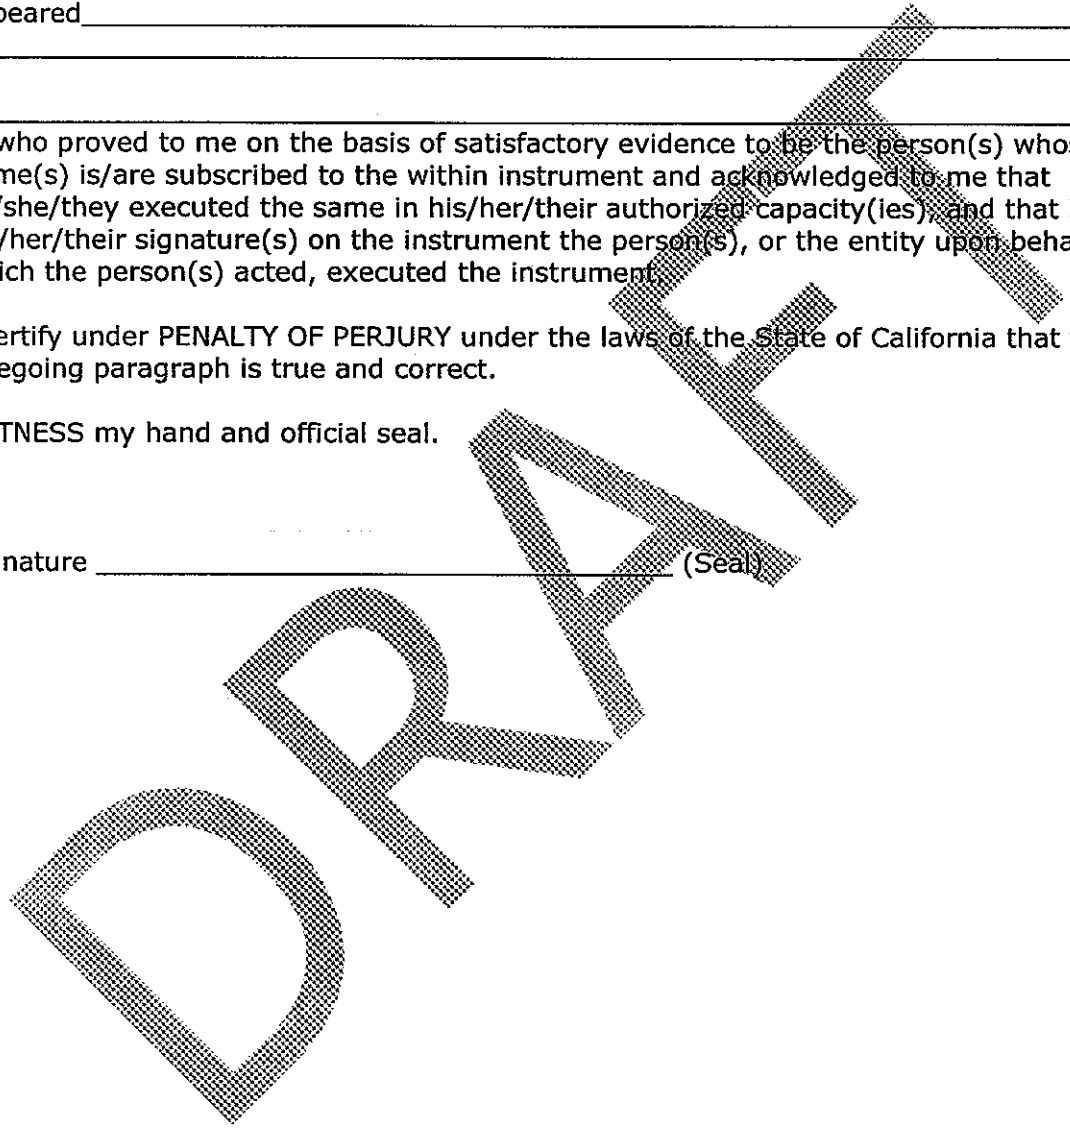 peared
who proved to me on the basis of satisfactory evidence to be the person(s) whos
me(s) is/are subscribed to the within instrument and acknowledged to me that
/she/they executed the same in his/her/their authorized capacity(ies), and that
/her/their signature(s) on the instrument the person(s), or the entity upon beha
ich the person(s) acted, executed the instrument.
ertify under PENALTY OF PERJURY under the laws of the State of California that
egoing paragraph is true and correct.
TNESS my hand and official seal.
nature (Seal)
DRAFT